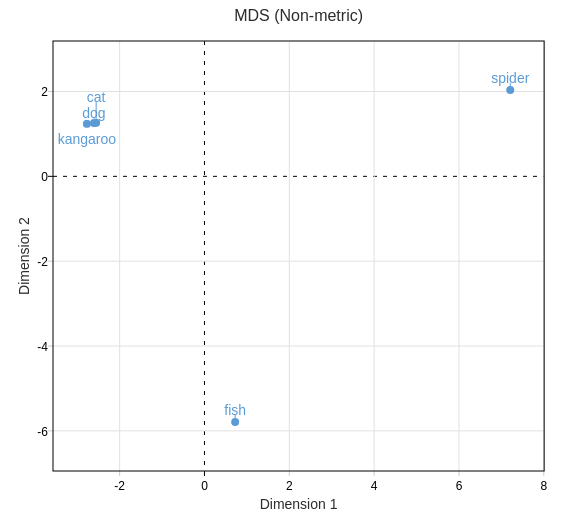 MDS (Non-metric)
spider
cat
dog
kangaroo
fish
2
0
-2
-4
-6
-2
0
2
4
6
8
Dimension 2
Dimension 1